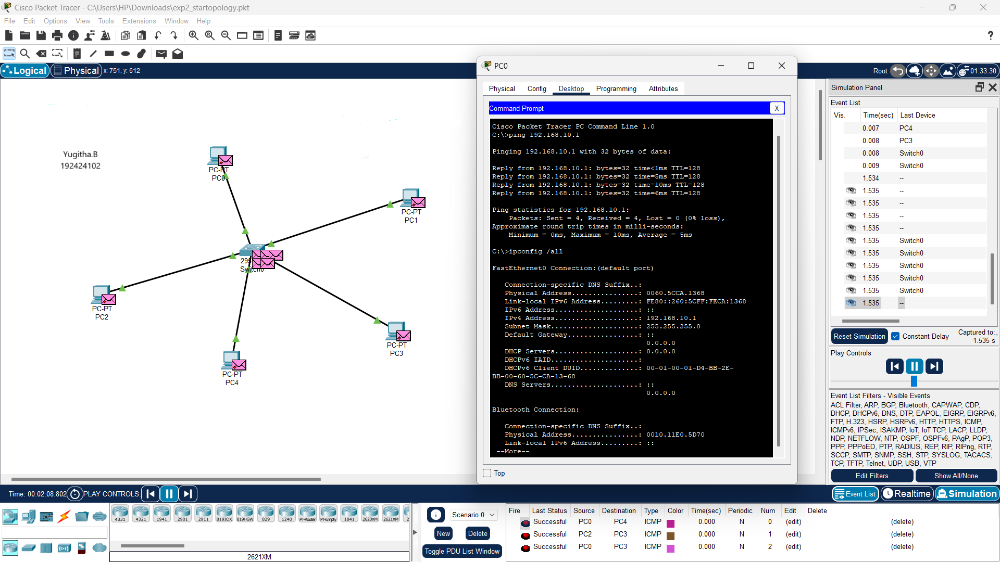 Cisco Packet Tracer - C:\Users\HP\Downloads\exp2_startopology.pkt
File Edit Options View Tools Extensions Window Help
Logical Physical x: 751, y: 612
Root 01:33:30
Yugitha.B
192424102
PC-PT
PC0
PC-PT
PC1
Switch0
PC-PT
PC2
PC-PT
PC3
PC-PT
PC4
PC0
Physical Config Desktop Programming Attributes
Command Prompt X
Cisco Packet Tracer PC Command Line 1.0
C:\>ping 192.168.10.1
Pinging 192.168.10.1 with 32 bytes of data:
Reply from 192.168.10.1: bytes=32 time<1ms TTL=128
Reply from 192.168.10.1: bytes=32 time=5ms TTL=128
Reply from 192.168.10.1: bytes=32 time=10ms TTL=128
Reply from 192.168.10.1: bytes=32 time=6ms TTL=128
Ping statistics for 192.168.10.1:
Packets: Sent = 4, Received = 4, Lost = 0 (0% loss),
Approximate round trip times in milli-seconds:
Minimum = 0ms, Maximum = 10ms, Average = 5ms
C:\>ipconfig /all
FastEthernet0 Connection:(default port)
Connection-specific DNS Suffix..:
Physical Address................: 0060.5CCA.1368
Link-local IPv6 Address.........: FE80::260:5CFF:FECA:1368
IPv6 Address....................: ::
IPv4 Address....................: 192.168.10.1
Subnet Mask.....................: 255.255.255.0
Default Gateway.................: ::
0.0.0.0
DHCP Servers....................: 0.0.0.0
DHCPv6 IAID.....................:
DHCPv6 Client DUID..............: 00-01-00-01-D4-BB-2E-
BB-00-60-5C-CA-13-68
DNS Servers.....................: ::
0.0.0.0
Bluetooth Connection:
Connection-specific DNS Suffix..:
Physical Address................: 0010.11E0.5D70
Link-local IPv6 Address.........: ::
--More--
Top
Simulation Panel
Event List
Vis. Time(sec) Last Device
0.007 PC4
0.008 PC3
0.008 Switch0
0.009 Switch0
1.534 --
1.535 --
1.535 --
1.535 --
1.535 --
1.535 Switch0
1.535 Switch0
1.535 Switch0
1.535 Switch0
1.535 Switch0
1.535 --
Reset Simulation Constant Delay Captured to:
1.535 s
Play Controls
Event List Filters - Visible Events
ACL Filter, ARP, BGP, Bluetooth, CAPWAP, CDP,
DHCP, DHCPv6, DNS, DTP, EAPOL, EIGRP, EIGRPv6,
FTP, H.323, HSRP, HSRPv6, HTTP, HTTPS, ICMP,
ICMPv6, IPSec, ISAKMP, IoT, IoT TCP, LACP, LLDP,
NDP, NETFLOW, NTP, OSPF, OSPFv6, PAgP, POP3,
PPP, PPPoED, PTP, RADIUS, REP, RIP, RIPng, RTP,
SCCP, SMTP, SNMP, SSH, STP, SYSLOG, TACACS,
TCP, TFTP, Telnet, UDP, USB, VTP
Edit Filters Show All/None
Time: 00:02:08.802 PLAY CONTROLS:
Event List Realtime Simulation
4331 4321 1941 2901 2911 819IOX 819HGW 829 1240 PT-Router PT-Empty 1841 2620XM 2621XM
2621XM
Scenario 0
New Delete
Toggle PDU List Window
Fire Last Status Source Destination Type Color Time(sec) Periodic Num Edit Delete
Successful PC0 PC4 ICMP 0.000 N 0 (edit) (delete)
Successful PC2 PC3 ICMP 0.000 N 1 (edit) (delete)
Successful PC0 PC3 ICMP 0.000 N 2 (edit) (delete)